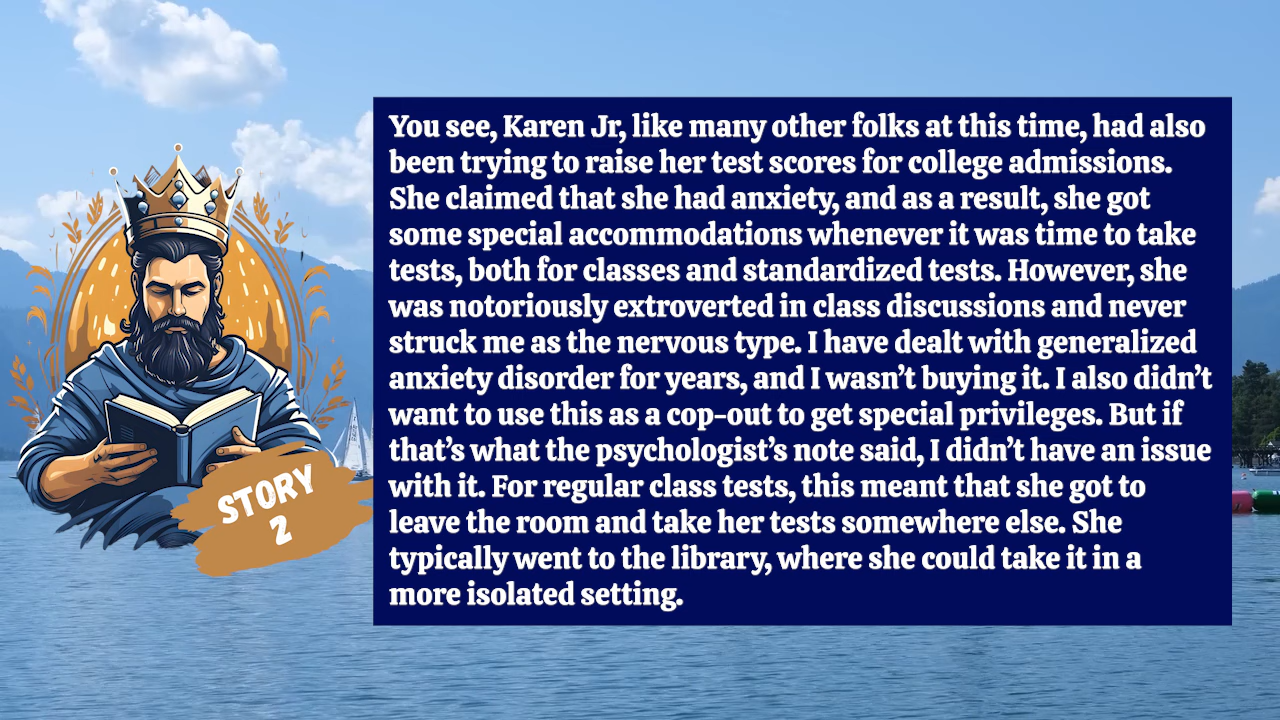 You see, Karen Jr, like many other folks at this time, had also
been trying to raise her test scores for college admissions.
She claimed that she had anxiety, and as a result, she got
some special accommodations whenever it was time to take
tests, both for classes and standardized tests. However, she
was notoriously extroverted in class discussions and never
struck me as the nervous type. I have dealt with generalized
anxiety disorder for years, and I wasn’t buying it. I also didn’t
want to use this as a cop-out to get special privileges. But if
that’s what the psychologist’s note said, I didn’t have an issue
with it. For regular class tests, this meant that she got to
leave the room and take her tests somewhere else. She
typically went to the library, where she could take it in a
more isolated setting.
STORY
2